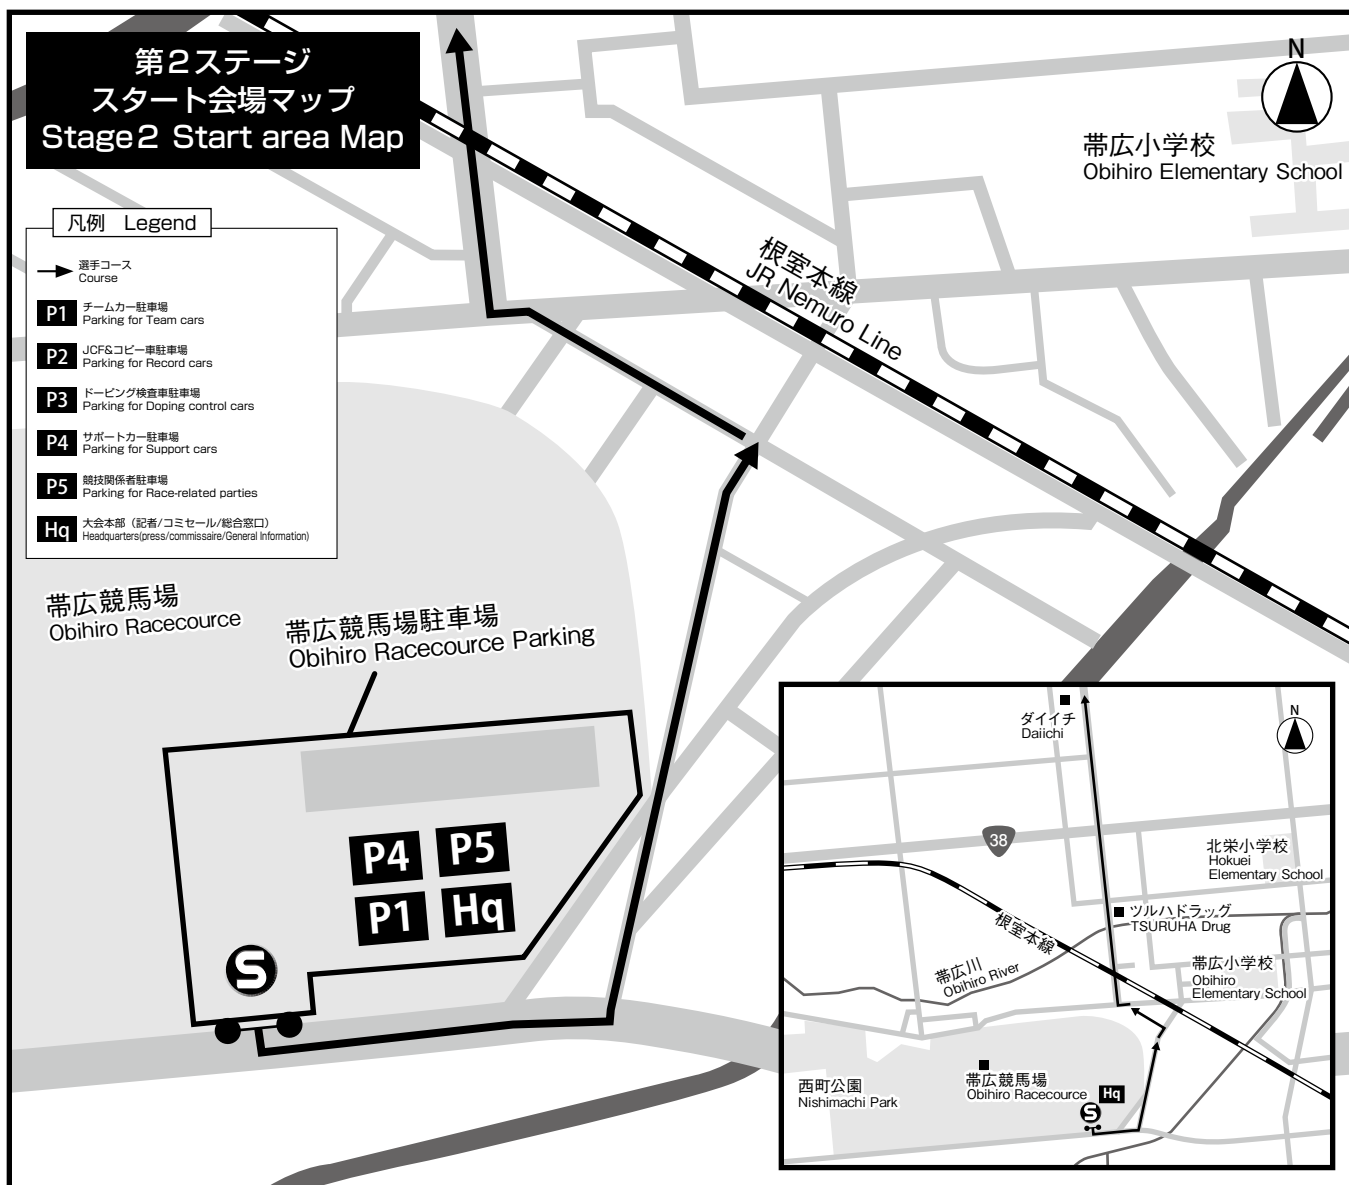 第2ステージ
スタート会場マップ
Stage2 Start area Map
N
帯広小学校
Obihiro Elementary School
凡例 Legend
選手コース
Course
P1
チームカー駐車場
Parking for Team cars
P2
JCF&コピー車駐車場
Parking for Record cars
P3
ドーピング検査車駐車場
Parking for Doping control cars
P4
サポートカー駐車場
Parking for Support cars
P5
競技関係者駐車場
Parking for Race-related parties
Hq
大会本部(記者/コミセール/総合窓口)
Headquarters(press/commissaire/General Information)
根室本線
JR Nemuro Line
帯広競馬場
Obihiro Racecource
帯広競馬場駐車場
Obihiro Racecource Parking
P4
P5
P1
Hq
S
ダイイチ
Daiichi
N
38
北栄小学校
Hokuei
Elementary School
ツルハドラッグ
TSURUHA Drug
根室本線
帯広川
Obihiro River
帯広小学校
Obihiro
Elementary School
西町公園
Nishimachi Park
帯広競馬場
Obihiro Racecource
Hq
S